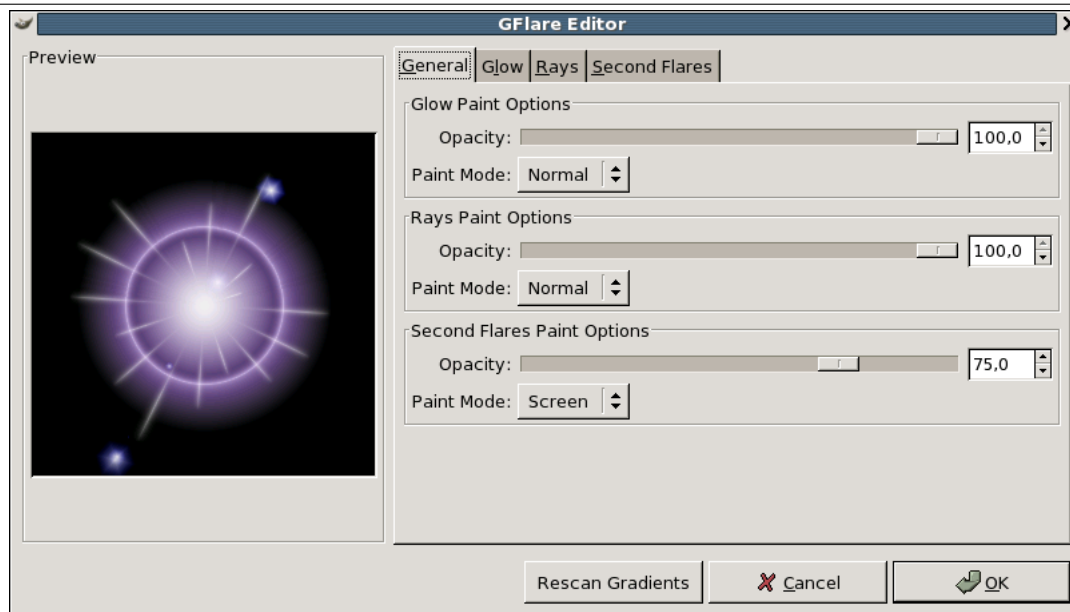 GFlare Editor
Preview
General Glow Rays Second Flares
Glow Paint Options
Opacity: 100,0
Paint Mode: Normal
Rays Paint Options
Opacity: 100,0
Paint Mode: Normal
Second Flares Paint Options
Opacity: 75,0
Paint Mode: Screen
Rescan Gradients Cancel OK